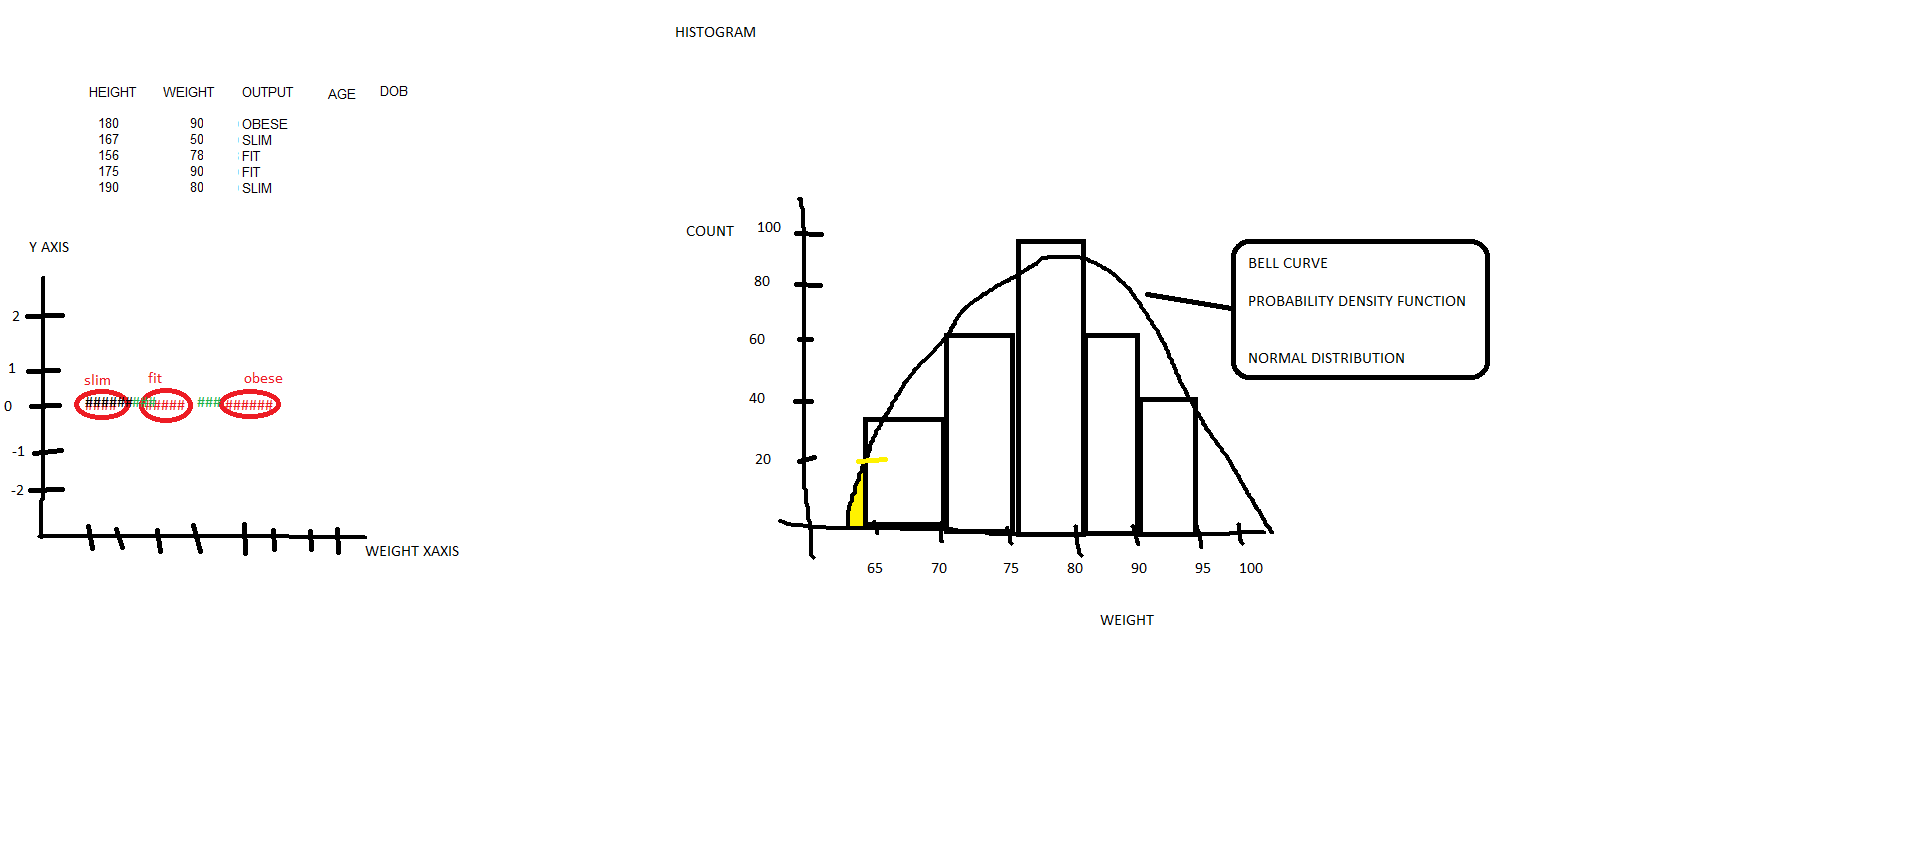 HISTOGRAM
HEIGHT WEIGHT OUTPUT AGE DOB
180 90 OBESE
167 50 SLIM
156 78 FIT
175 90 FIT
190 80 SLIM
Y AXIS
2
1
0
-1
-2
slim fit obese
WEIGHT XAXIS
COUNT 100
80
60
40
20
65 70 75 80 90 95 100
WEIGHT
BELL CURVE
PROBABILITY DENSITY FUNCTION
NORMAL DISTRIBUTION